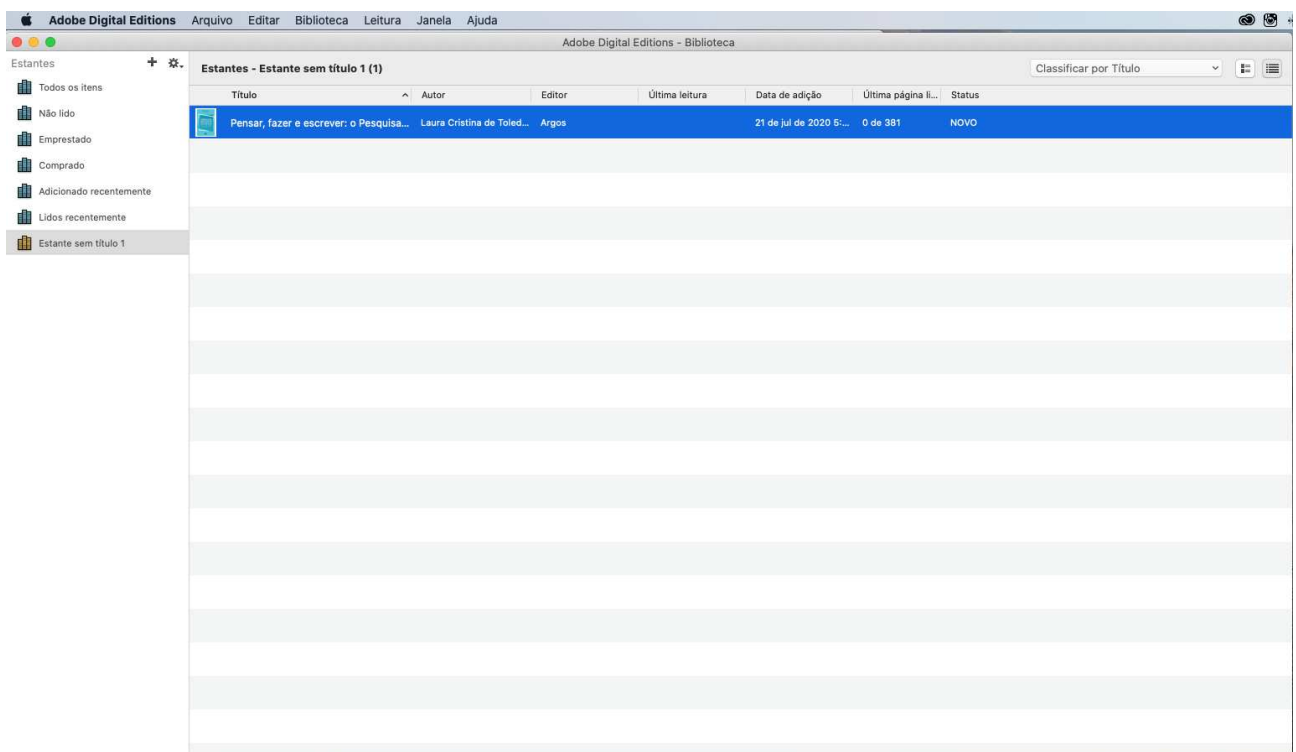 Adobe Digital Editions Arquivo Editar Biblioteca Leitura Janela Ajuda
Adobe Digital Editions - Biblioteca
Estantes
Estantes - Estante sem título 1 (1)
Classificar por Título
Todos os itens
Não lido
Emprestado
Comprado
Adicionado recentemente
Lidos recentemente
Estante sem título 1
Título Autor Editor Última leitura Data de adição Última página li... Status
Pensar, fazer e escrever: o Pesquisa... Laura Cristina de Toled... Argos 21 de jul de 2020 5:... 0 de 381 NOVO